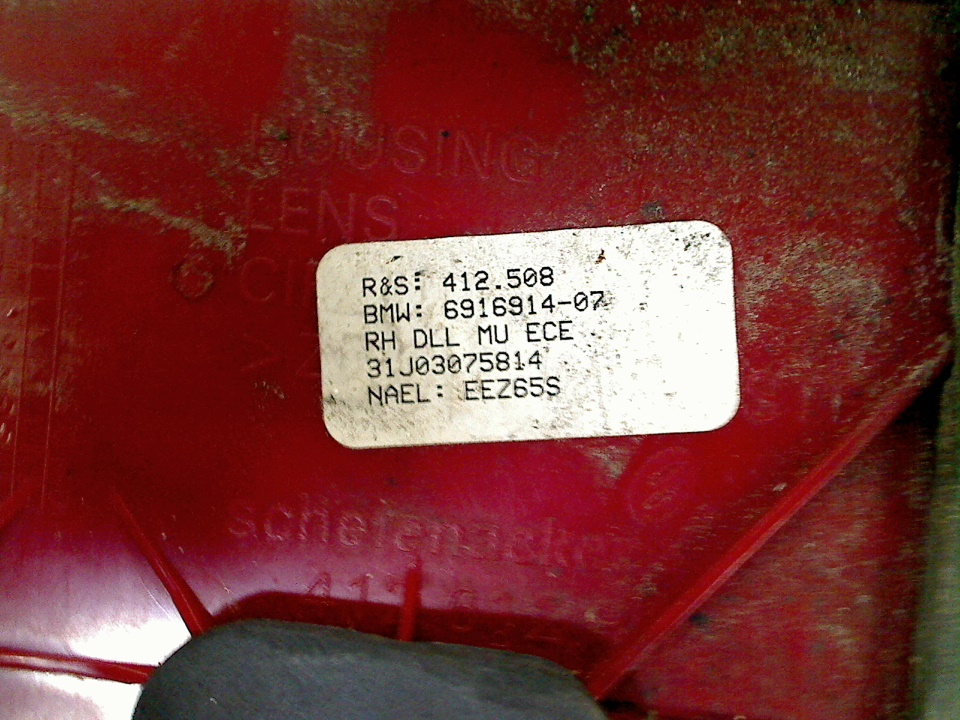 HOUSING
LENS
R&S: 412.508
BMW: 6916914-07
RH DLL MU ECE
31J03075814
NAEL: EEZ65S
schefenacker